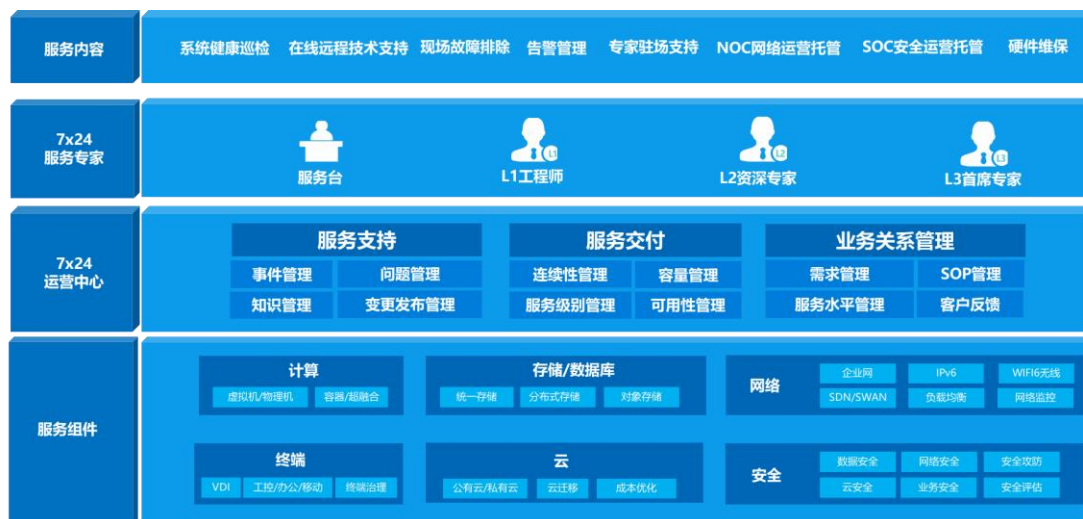 服务内容
系统健康巡检 在线远程技术支持 现场故障排除 告警管理 专家驻场支持 NOC网络运营托管 SOC安全运营托管 硬件维保
7x24
服务专家
L1 L2 L3
服务台 L1工程师 L2资深专家 L3首席专家
7x24
运营中心
服务支持 服务交付 业务关系管理
事件管理 问题管理 连续性管理 容量管理 需求管理 SOP管理
知识管理 变更发布管理 服务级别管理 可用性管理 服务水平管理 客户反馈
服务组件
计算
虚拟机/物理机 容器/超融合
存储/数据库
统一存储 分布式存储 对象存储
网络
企业网 IPv6 WIFI6无线
SDN/SWAN 负载均衡 网络监控
终端
VDI 工控/办公/移动 终端治理
云
公有云/私有云 云迁移 成本优化
安全
数据安全 网络安全 安全攻防
云安全 业务安全 安全评估